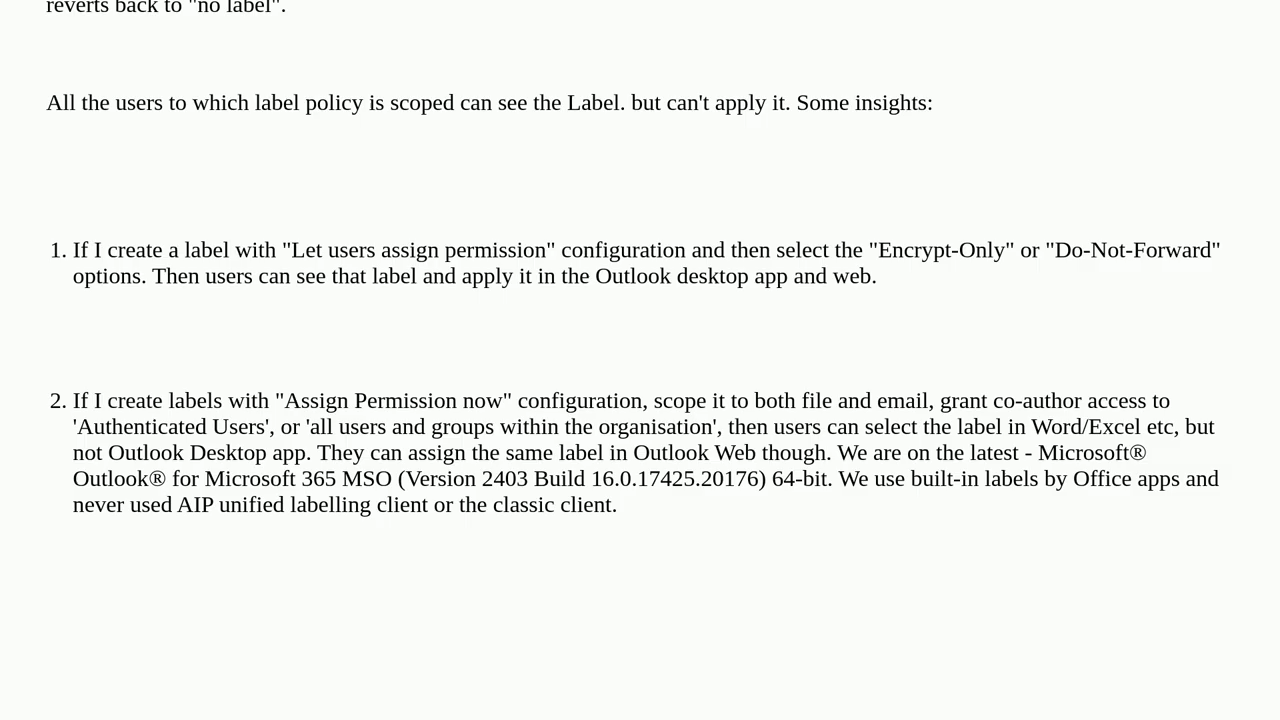 reverts back to "no label".
All the users to which label policy is scoped can see the Label. but can't apply it. Some insights:
1. If I create a label with "Let users assign permission" configuration and then select the "Encrypt-Only" or "Do-Not-Forward"
options. Then users can see that label and apply it in the Outlook desktop app and web.
2. If I create labels with "Assign Permission now" configuration, scope it to both file and email, grant co-author access to
'Authenticated Users', or 'all users and groups within the organisation', then users can select the label in Word/Excel etc, but
not Outlook Desktop app. They can assign the same label in Outlook Web though. We are on the latest - Microsoft®
Outlook® for Microsoft 365 MSO (Version 2403 Build 16.0.17425.20176) 64-bit. We use built-in labels by Office apps and
never used AIP unified labelling client or the classic client.